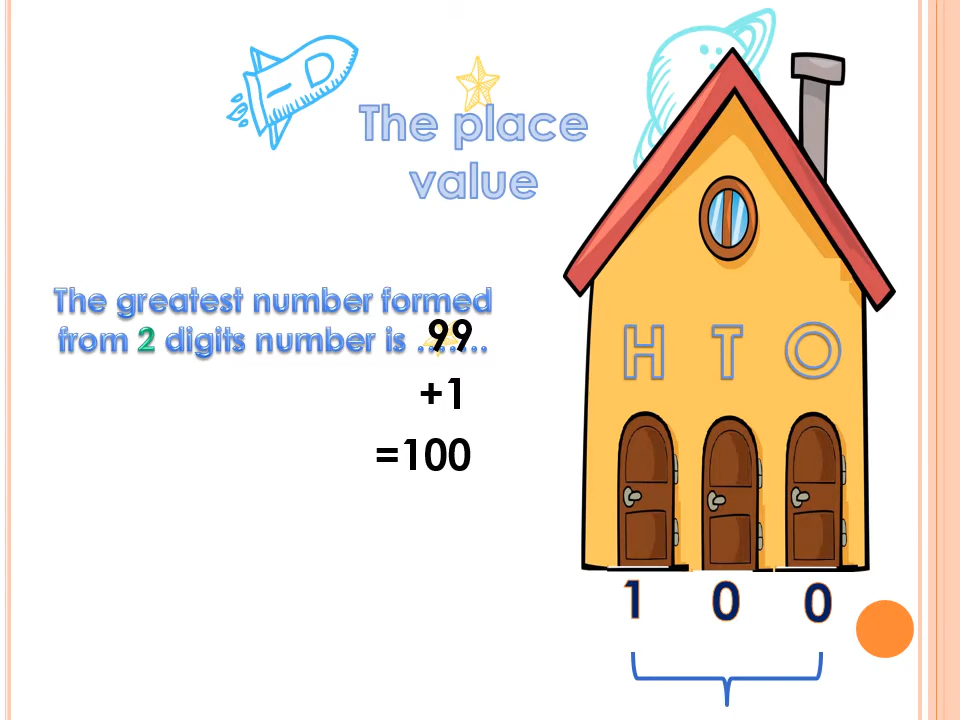 The place
value
The greatest number formed
from 2 digits number is ........
99
+1
=100
H T O
1 0 0